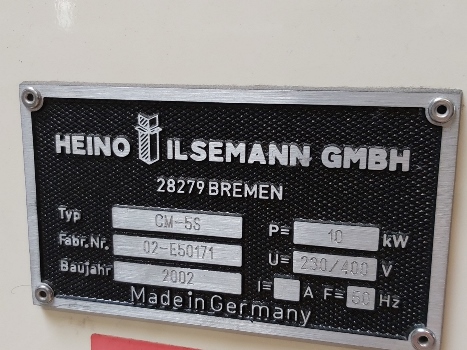 HEINO ILSEMANN GMBH
28279 BREMEN
Typ CM-5S P= 10 kW
Fabr. Nr. 02-E50171 U= 230/400 V
Baujahr 2002 I= A F= 50 Hz
Made in Germany